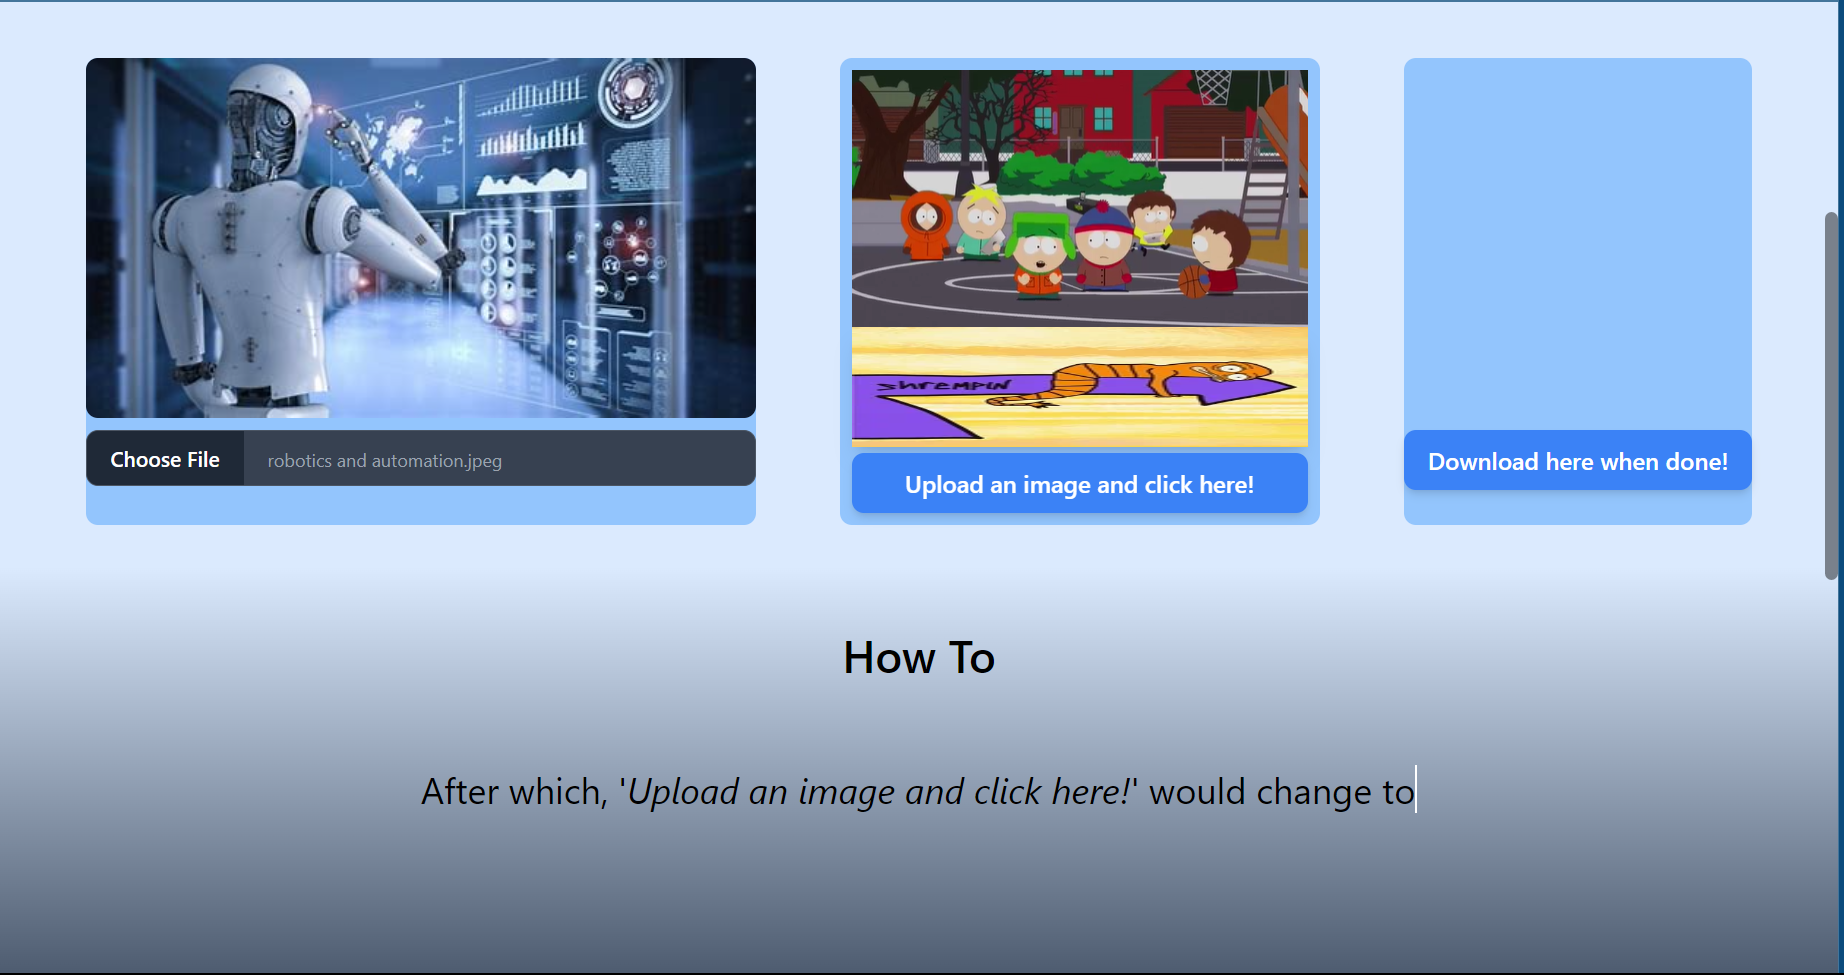 shrempin
Choose File
robotics and automation.jpeg
Upload an image and click here!
Download here when done!
How To
After which, 'Upload an image and click here!' would change to